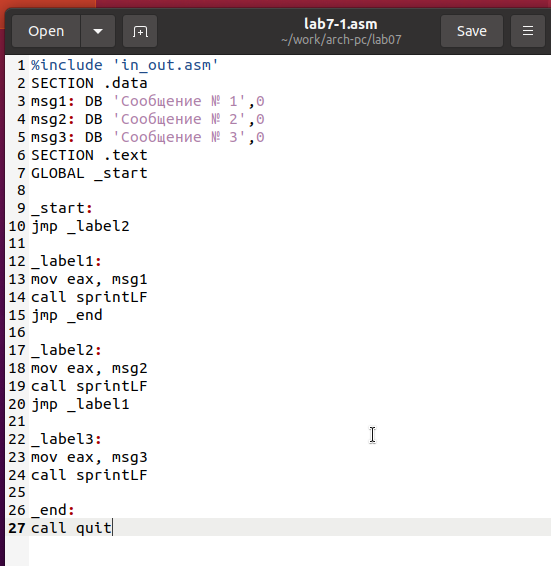 Open
lab7-1.asm
~/work/arch-pc/lab07
Save
1 %include 'in_out.asm'
2 SECTION .data
3 msg1: DB 'Сообщение № 1',0
4 msg2: DB 'Сообщение № 2',0
5 msg3: DB 'Сообщение № 3',0
6 SECTION .text
7 GLOBAL _start
8
9 _start:
10 jmp _label2
11
12 _label1:
13 mov eax, msg1
14 call sprintLF
15 jmp _end
16
17 _label2:
18 mov eax, msg2
19 call sprintLF
20 jmp _label1
21
22 _label3:
23 mov eax, msg3
24 call sprintLF
25
26 _end:
27 call quit